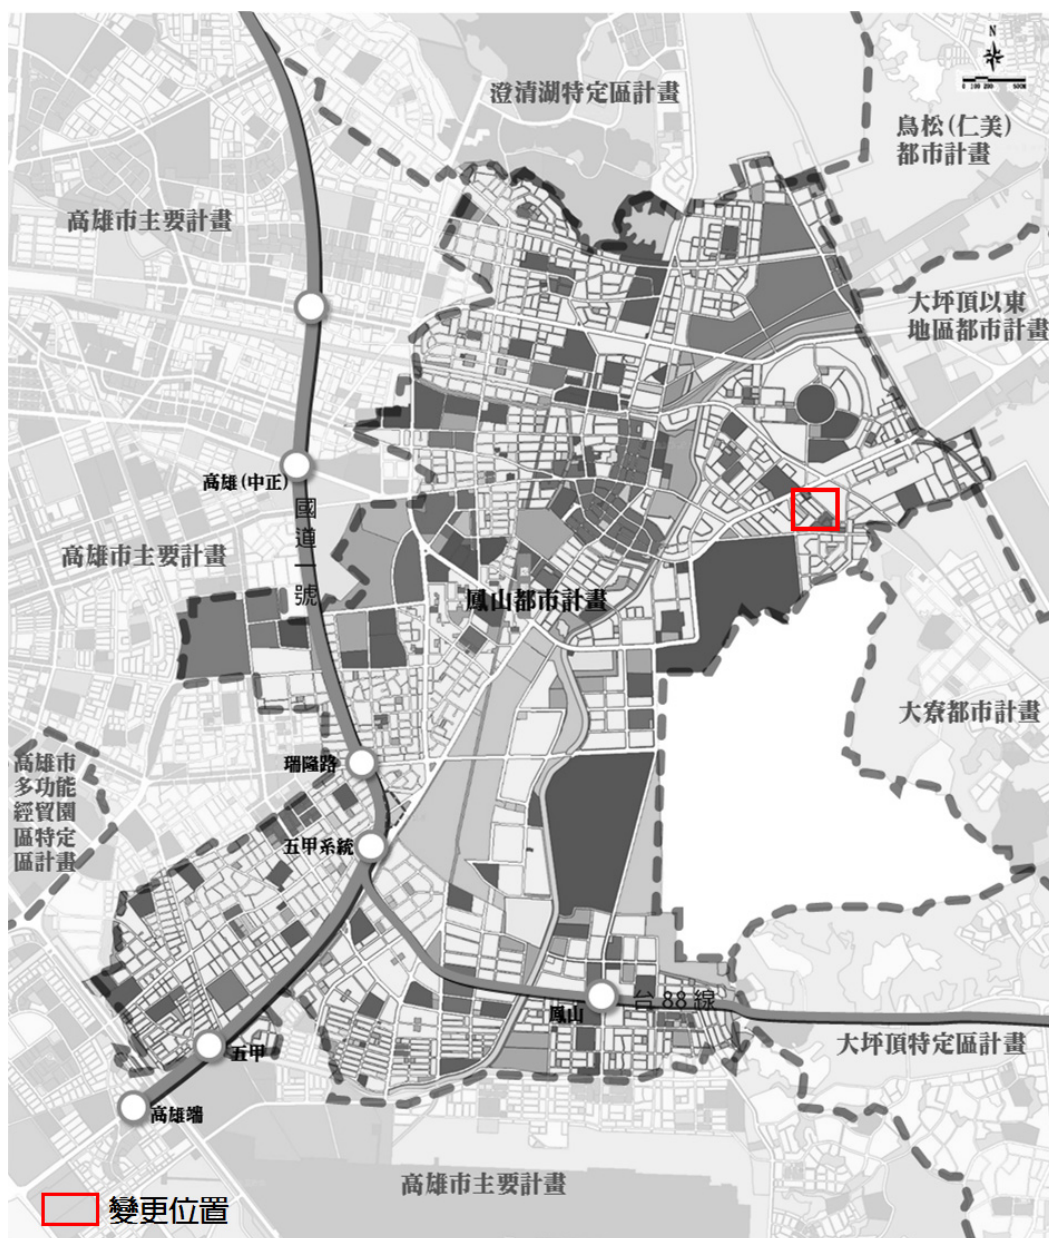 N
0 100 200 500M
澄清湖特定區計畫
鳥松(仁美)
都市計畫
高雄市主要計畫
大坪頂以東
地區都市計畫
高雄(中正)
國道一號
高雄市主要計畫
鳳山都市計畫
大寮都市計畫
瑞隆路
高雄市
多功能
經貿園
區特定
區計畫
五甲系統
鳳山
台88線
五甲
大坪頂特定區計畫
高雄端
高雄市主要計畫
變更位置